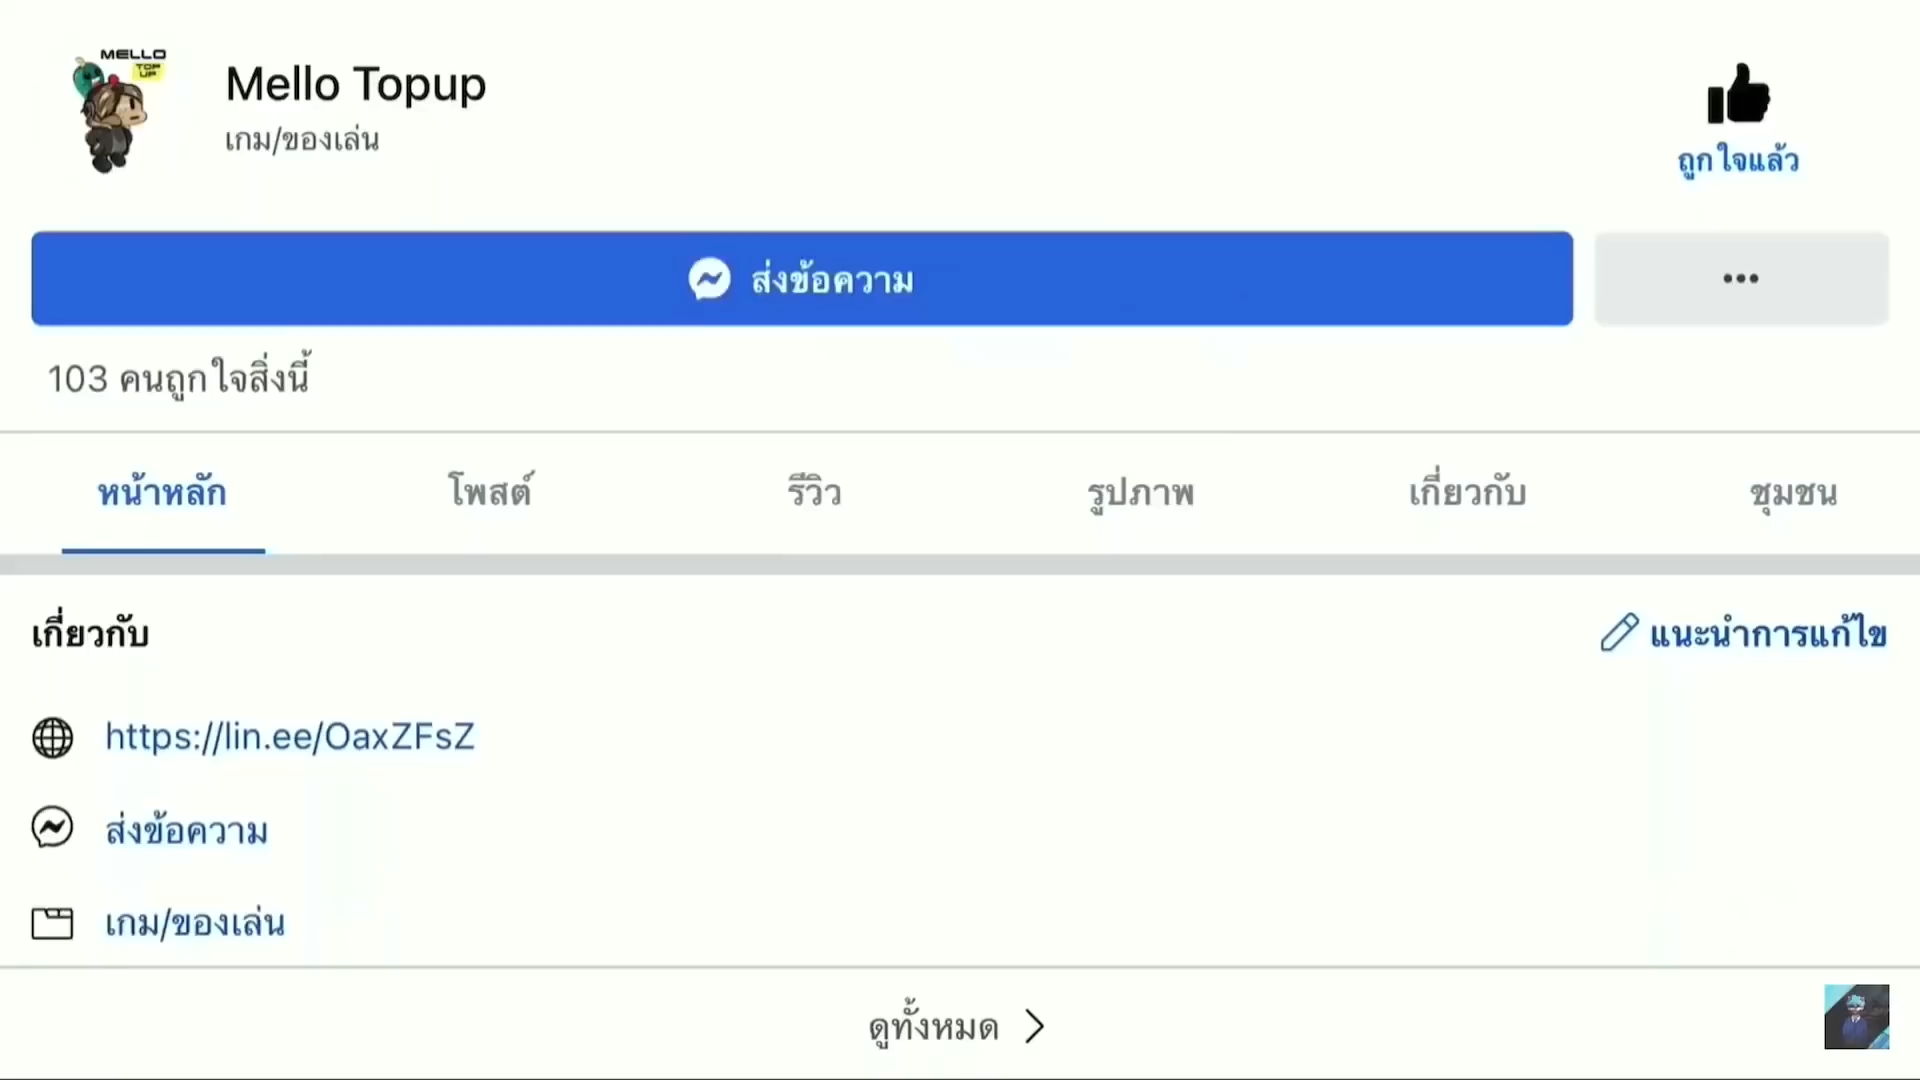 MELLO
TOP
UP
Mello Topup
เกม/ของเล่น
ถูกใจแล้ว
ส่งข้อความ
103 คนถูกใจสิ่งนี้
หน้าหลัก
โพสต์
รีวิว
รูปภาพ
เกี่ยวกับ
ชุมชน
เกี่ยวกับ
แนะนำการแก้ไข
https://lin.ee/OaxZFsZ
ส่งข้อความ
เกม/ของเล่น
ดูทั้งหมด